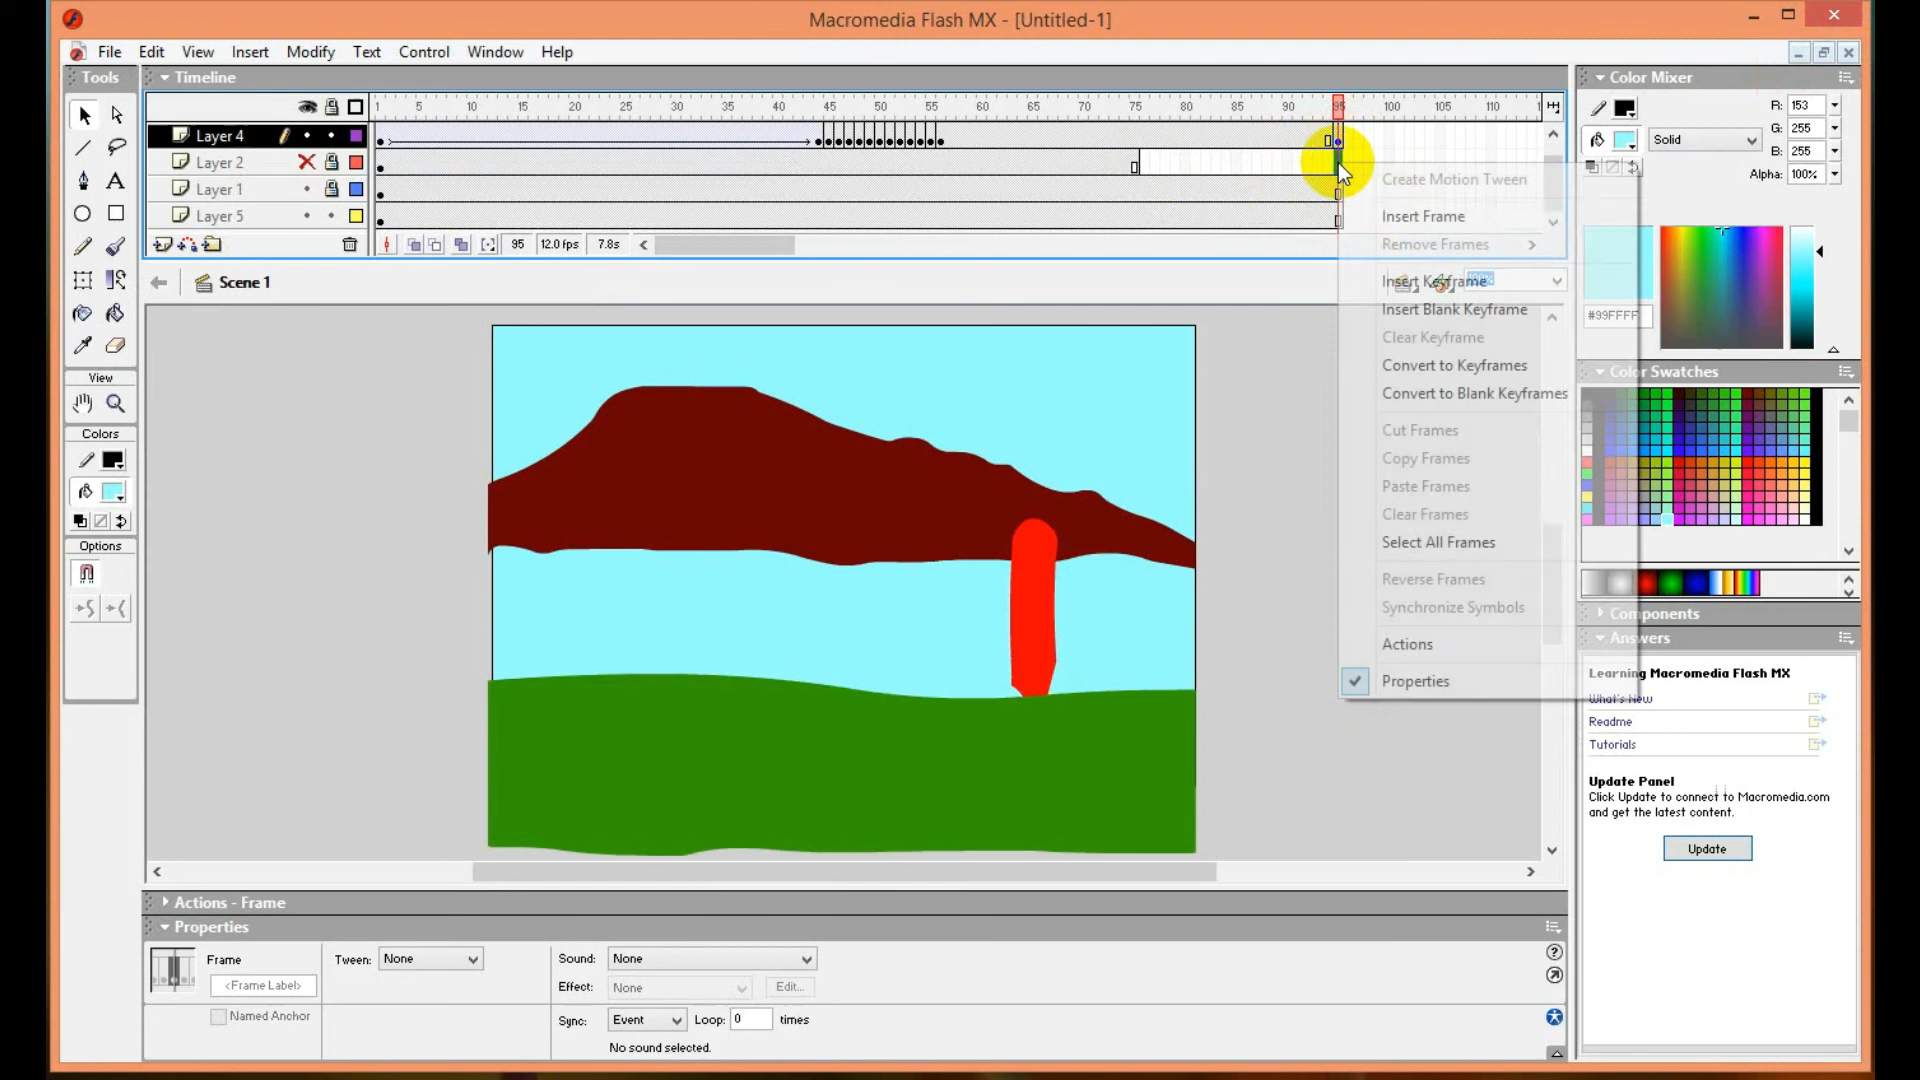 Macromedia Flash MX - [Untitled-1]
File Edit View Insert Modify Text Control Window Help
Tools
Timeline
Color Mixer
1 5 10 15 20 25 30 35 40 45 50 55 60 65 70 75 80 85 90 95 100 105 110 1
Layer 4
Layer 2
Layer 1
Layer 5
95 12.0 fps 7.8s
R: 153
Solid
G: 255
B: 255
Alpha: 100%
#99FFFF
Scene 1
100%
Create Motion Tween
Insert Frame
Remove Frames
Insert Keyframe
Insert Blank Keyframe
Clear Keyframe
Convert to Keyframes
Convert to Blank Keyframes
Cut Frames
Copy Frames
Paste Frames
Clear Frames
Select All Frames
Reverse Frames
Synchronize Symbols
Actions
Properties
View
Colors
Options
Color Swatches
Components
Answers
Learning Macromedia Flash MX
What's New
Readme
Tutorials
Update Panel
Click Update to connect to Macromedia.com
and get the latest content.
Update
Actions - Frame
Properties
Frame
<Frame Label>
Named Anchor
Tween: None
Sound: None
Effect: None Edit...
Sync: Event Loop: 0 times
No sound selected.